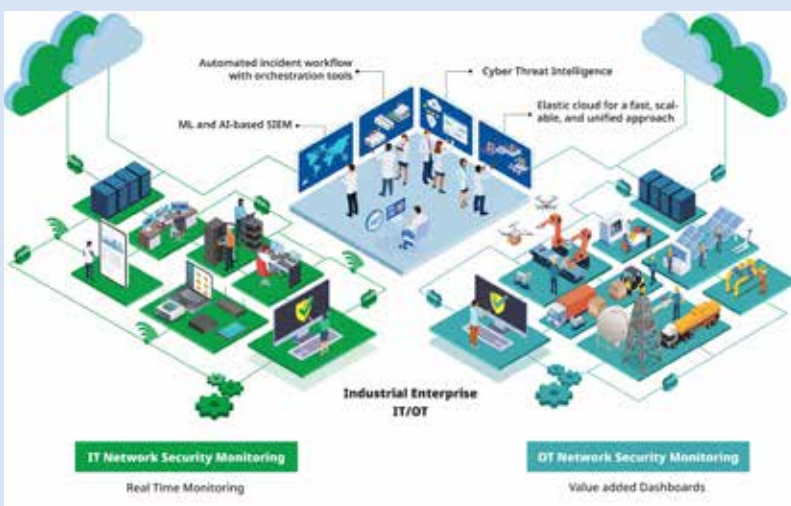 Automated incident workflow
with orchestration tools
Cyber Threat Intelligence
ML and AI-based SIEM
Elastic cloud for a fast, scal-
able, and unified approach
Industrial Enterprise
IT/OT
IT Network Security Monitoring
Real Time Monitoring
OT Network Security Monitoring
Value added Dashboards